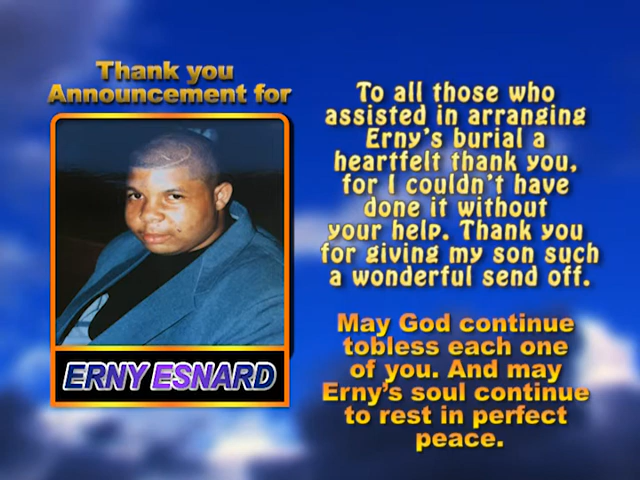 Thank you
Announcement for
ERNY ESNARD
To all those who
assisted in arranging
Erny's burial a
heartfelt thank you,
for I couldn't have
done it without
your help. Thank you
for giving my son such
a wonderful send off.
May God continue
tobless each one
of you. And may
Erny's soul continue
to rest in perfect
peace.